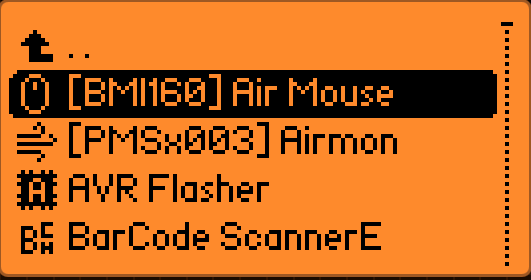 ..
[BMI160] Air Mouse
[PMSx003] Airmon
AVR Flasher
BarCode ScannerE